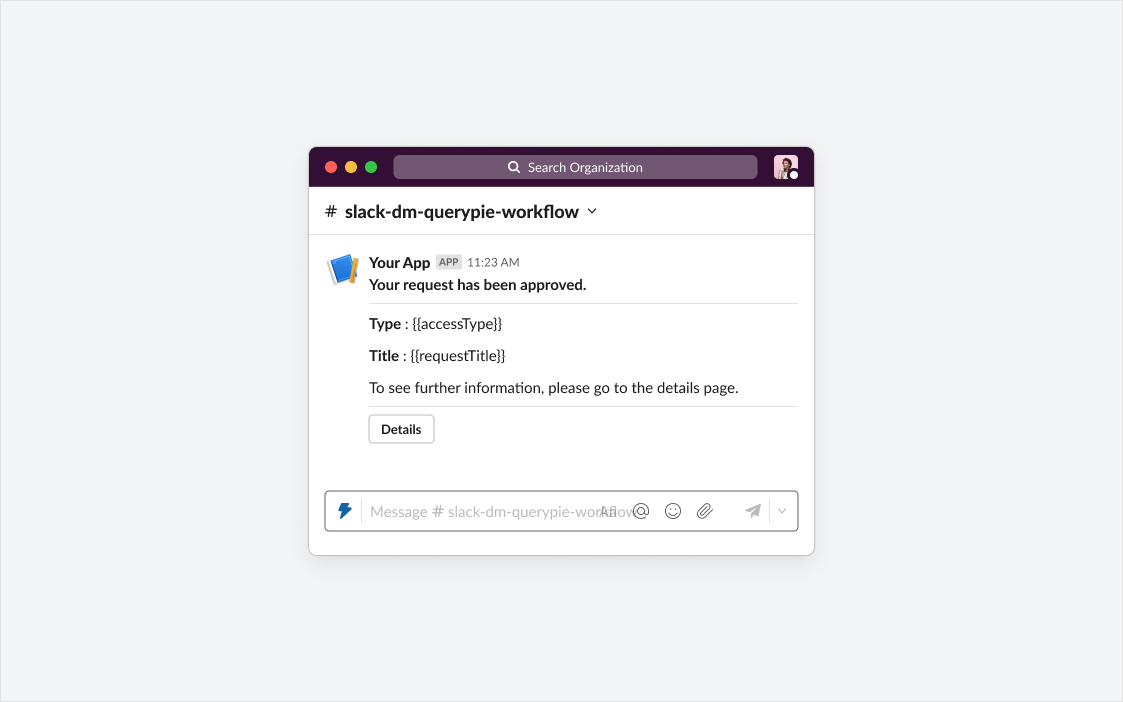 Search Organization
# slack-dm-querypie-workflow
Your App APP 11:23 AM
Your request has been approved.
Type : {{accessType}}
Title : {{requestTitle}}
To see further information, please go to the details page.
Details
Message # slack-dm-querypie-workflow Aa